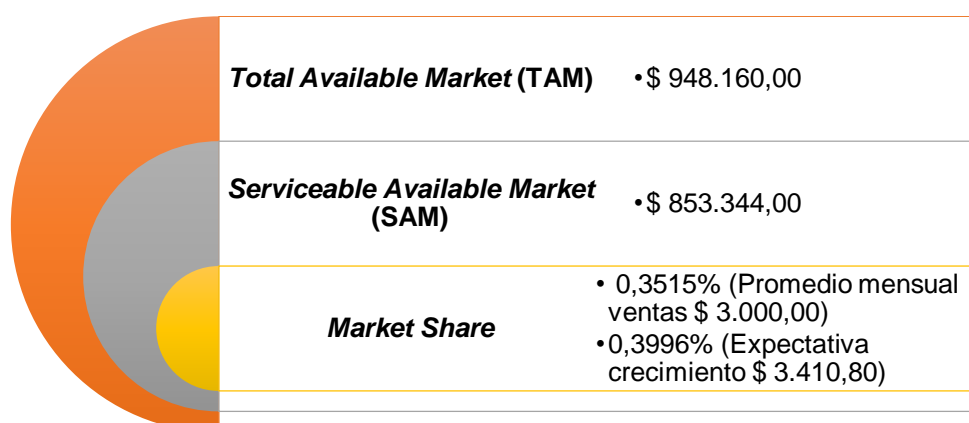 Total Available Market (TAM)
•$ 948.160,00
Serviceable Available Market
(SAM)
•$ 853.344,00
Market Share
• 0,3515% (Promedio mensual
ventas $ 3.000,00)
•0,3996% (Expectativa
crecimiento $ 3.410,80)